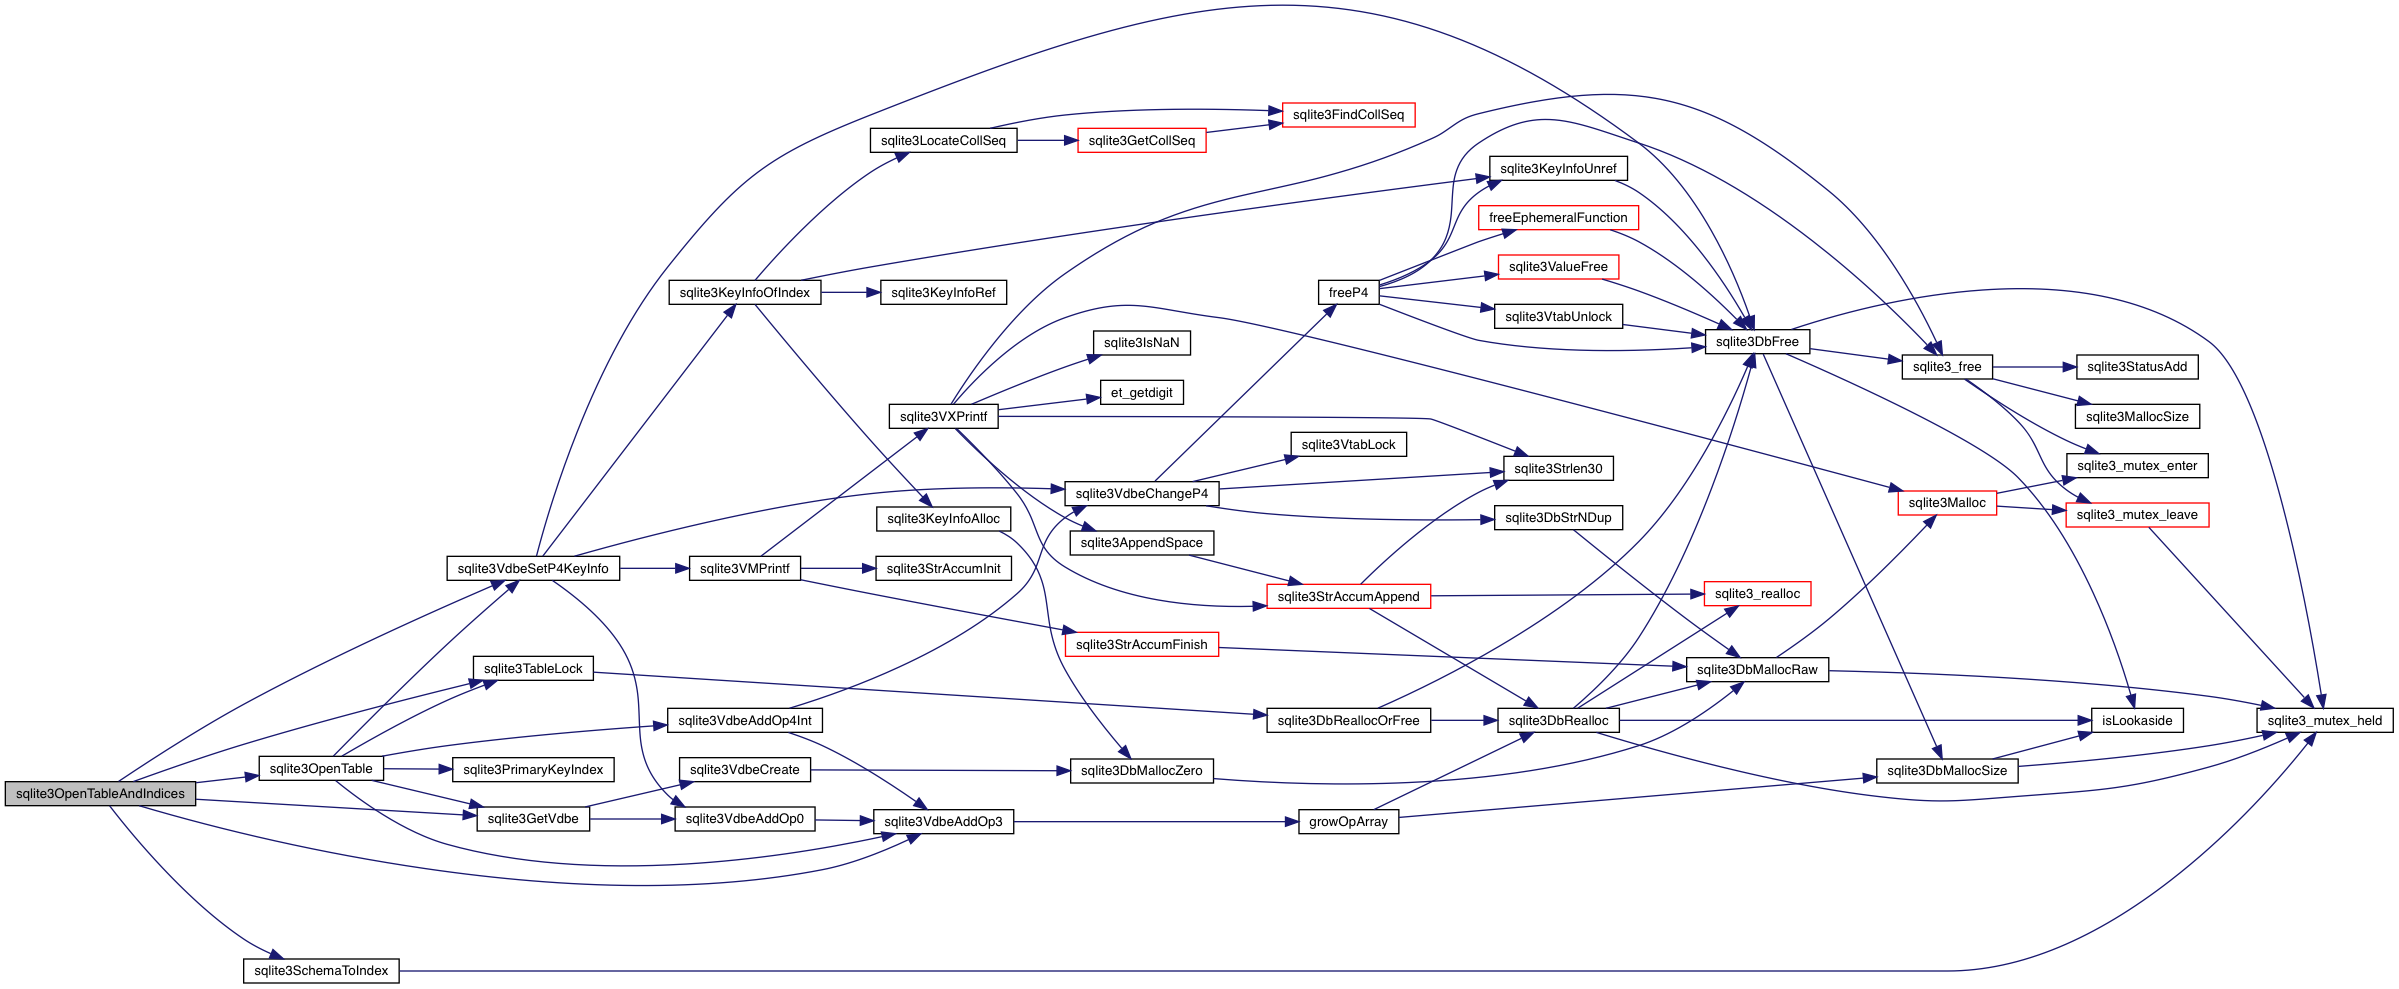 sqlite3OpenTableAndIndices
sqlite3OpenTable
sqlite3SchemaToIndex
sqlite3VdbeSetP4KeyInfo
sqlite3TableLock
sqlite3PrimaryKeyIndex
sqlite3GetVdbe
sqlite3KeyInfoOfIndex
sqlite3VMPrintf
sqlite3VdbeAddOp4Int
sqlite3VdbeCreate
sqlite3VdbeAddOp0
sqlite3LocateCollSeq
sqlite3KeyInfoRef
sqlite3VXPrintf
sqlite3KeyInfoAlloc
sqlite3StrAccumInit
sqlite3VdbeAddOp3
sqlite3GetCollSeq
sqlite3IsNaN
et_getdigit
sqlite3VdbeChangeP4
sqlite3AppendSpace
sqlite3StrAccumFinish
sqlite3DbMallocZero
sqlite3FindCollSeq
freeP4
sqlite3VtabLock
sqlite3StrAccumAppend
sqlite3DbReallocOrFree
growOpArray
sqlite3KeyInfoUnref
freeEphemeralFunction
sqlite3ValueFree
sqlite3VtabUnlock
sqlite3Strlen30
sqlite3DbStrNDup
sqlite3DbRealloc
sqlite3DbFree
sqlite3_realloc
sqlite3DbMallocRaw
sqlite3_free
sqlite3Malloc
sqlite3DbMallocSize
sqlite3StatusAdd
sqlite3MallocSize
sqlite3_mutex_enter
sqlite3_mutex_leave
isLookaside
sqlite3_mutex_held